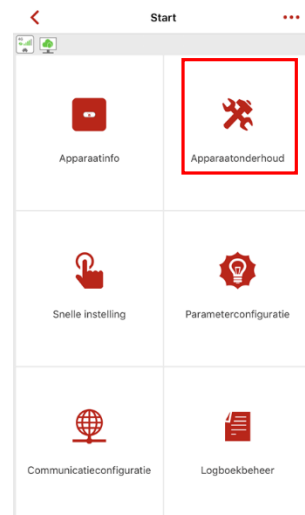 Start
Apparaatinfo
Apparaatonderhoud
Snelle instelling
Parameterconfiguratie
Communicatieconfiguratie
Logboekbeheer